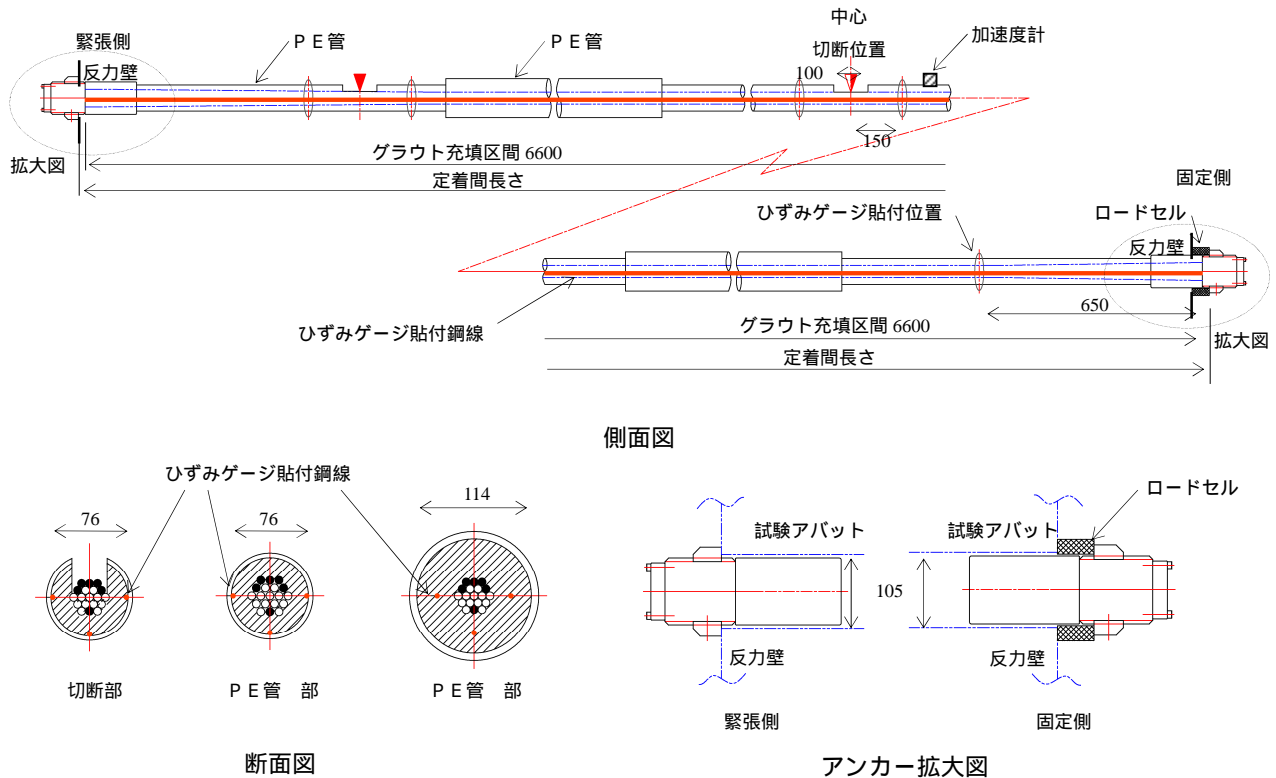 中心
緊張側
ＰＥ管
ＰＥ管
切断位置
加速度計
反力壁
100
150
拡大図
グラウト充填区間 6600
定着間長さ
固定側
ひずみゲージ貼付位置
ロードセル
反力壁
650
ひずみゲージ貼付鋼線
グラウト充填区間 6600
拡大図
定着間長さ
側面図
ひずみゲージ貼付鋼線
76
76
114
切断部
ＰＥ管　部
ＰＥ管　部
断面図
ロードセル
試験アバット
試験アバット
105
反力壁
反力壁
緊張側
固定側
アンカー拡大図